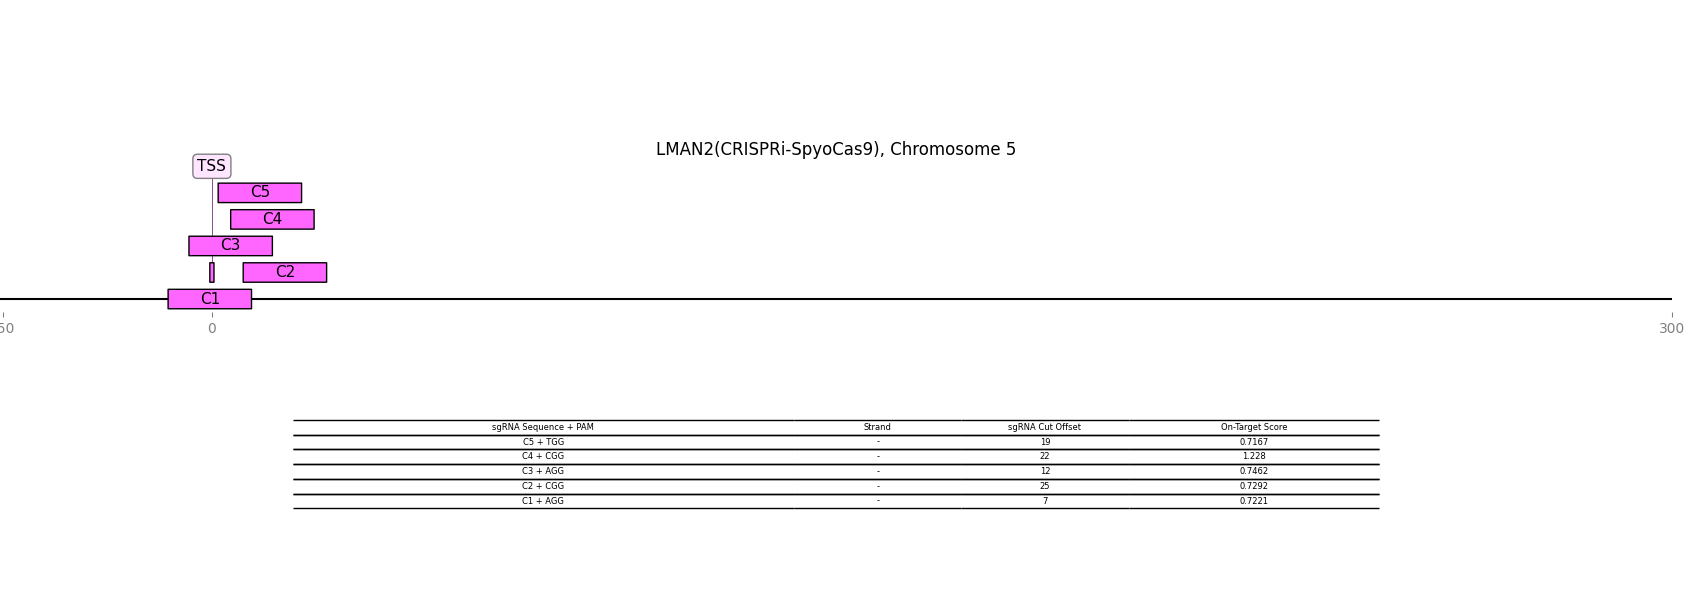 LMAN2(CRISPRi-SpyoCas9), Chromosome 5
TSS
C5
C4
C3
C2
C1
50 0 300
sgRNA Sequence + PAM Strand sgRNA Cut Offset On-Target Score
C5 + TGG - 19 0.7167
C4 + CGG - 22 1.228
C3 + AGG - 12 0.7462
C2 + CGG - 25 0.7292
C1 + AGG - 7 0.7221